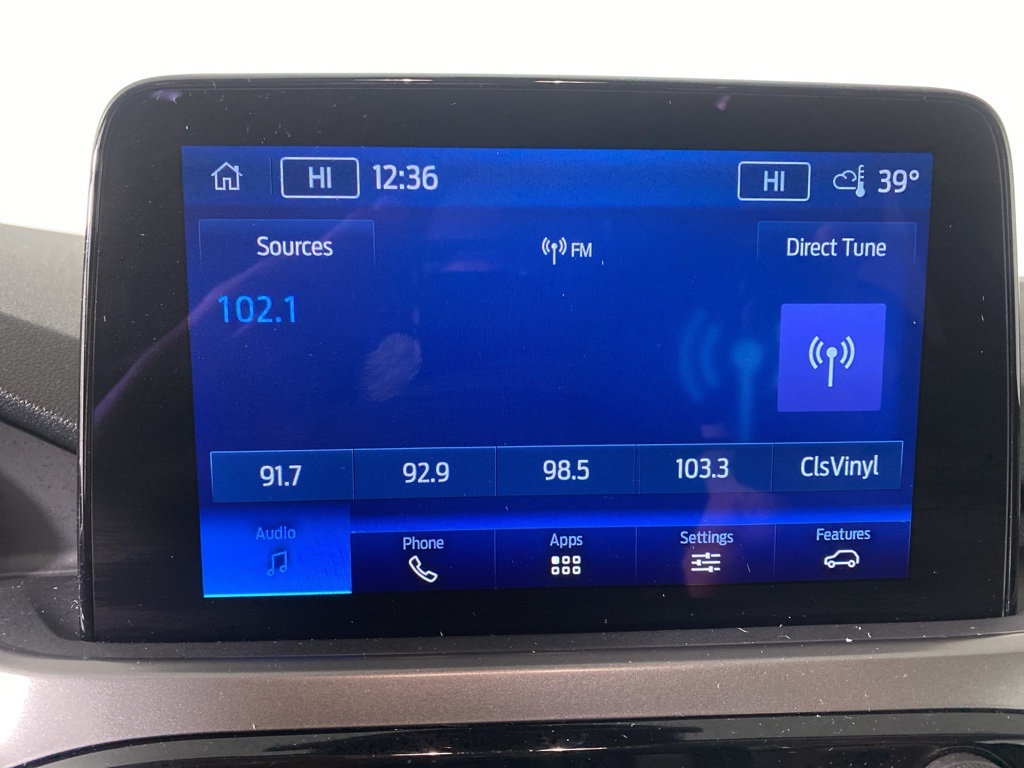 HI 12:36 HI 39°
Sources FM Direct Tune
102.1
91.7 92.9 98.5 103.3 ClsVinyl
Audio Phone Apps Settings Features